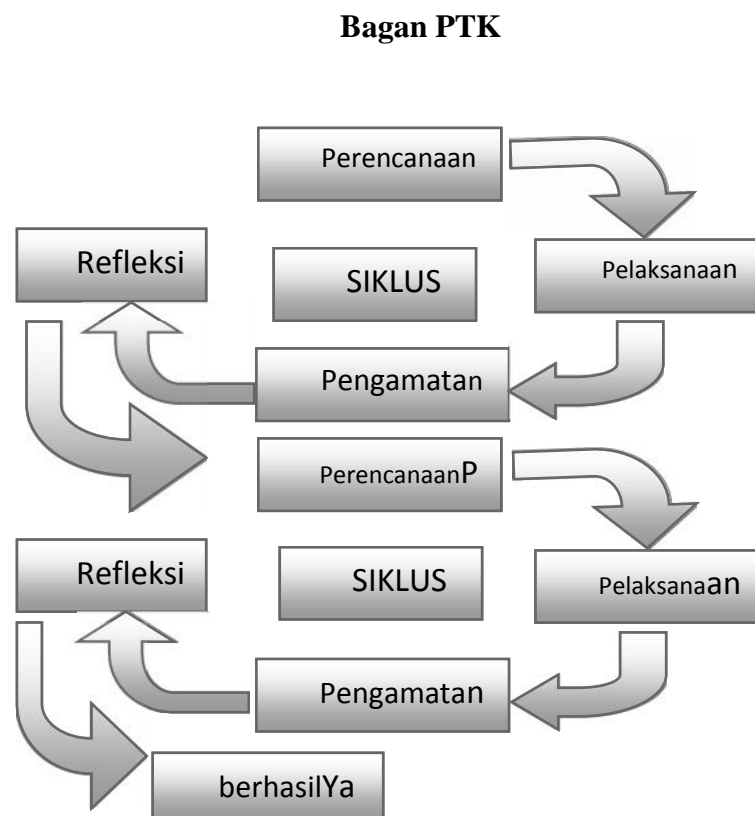 Bagan PTK
Perencanaan
Refleksi
SIKLUS
Pelaksanaan
Pengamatan
PerencanaanP
Refleksi
SIKLUS
Pelaksanaan
Pengamatan
berhasilYa